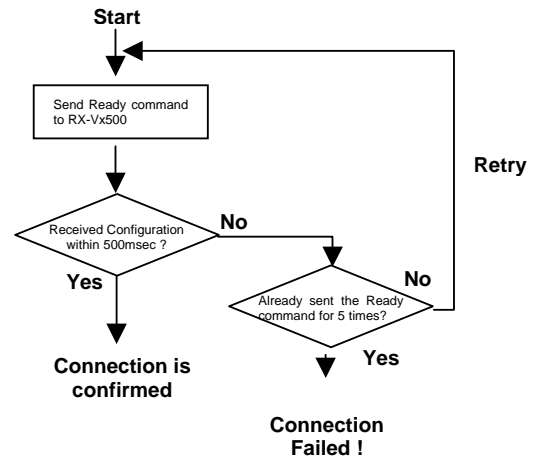 Start
Send Ready command
to RX-Vx500
Retry
Received Configuration
within 500msec ?
No
Yes
No
Already sent the Ready
command for 5 times?
Yes
Connection is
confirmed
Connection
Failed !